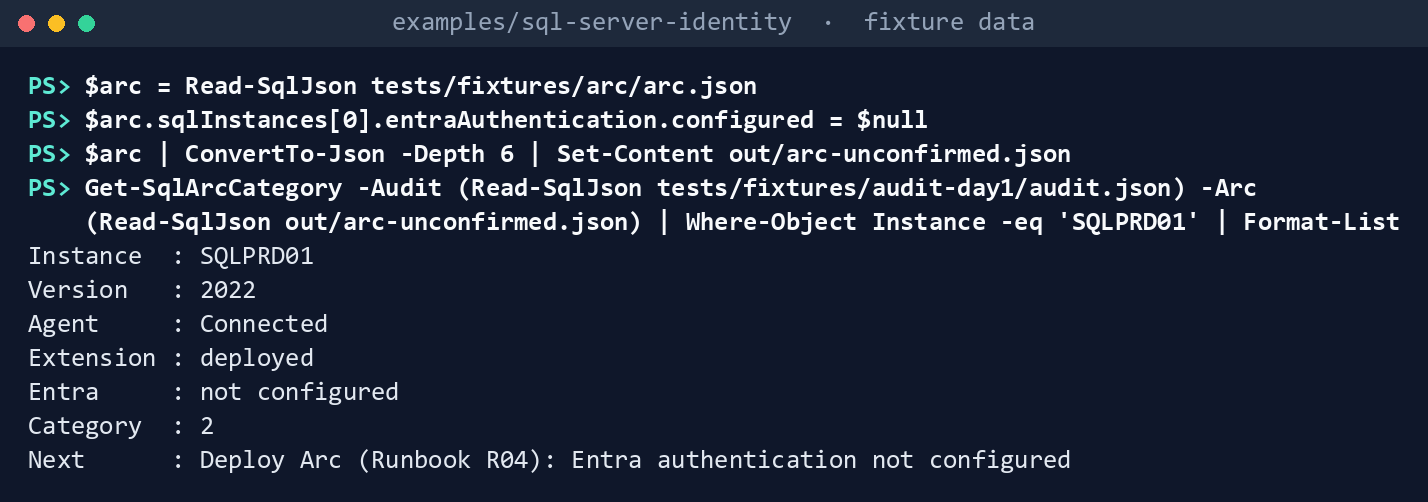 examples/sql-server-identity · fixture data
PS> $arc = Read-SqlJson tests/fixtures/arc/arc.json
PS> $arc.sqlInstances[0].entraAuthentication.configured = $null
PS> $arc | ConvertTo-Json -Depth 6 | Set-Content out/arc-unconfirmed.json
PS> Get-SqlArcCategory -Audit (Read-SqlJson tests/fixtures/audit-day1/audit.json) -Arc
(Read-SqlJson out/arc-unconfirmed.json) | Where-Object Instance -eq 'SQLPRD01' | Format-List
Instance  : SQLPRD01
Version   : 2022
Agent     : Connected
Extension : deployed
Entra     : not configured
Category  : 2
Next      : Deploy Arc (Runbook R04): Entra authentication not configured